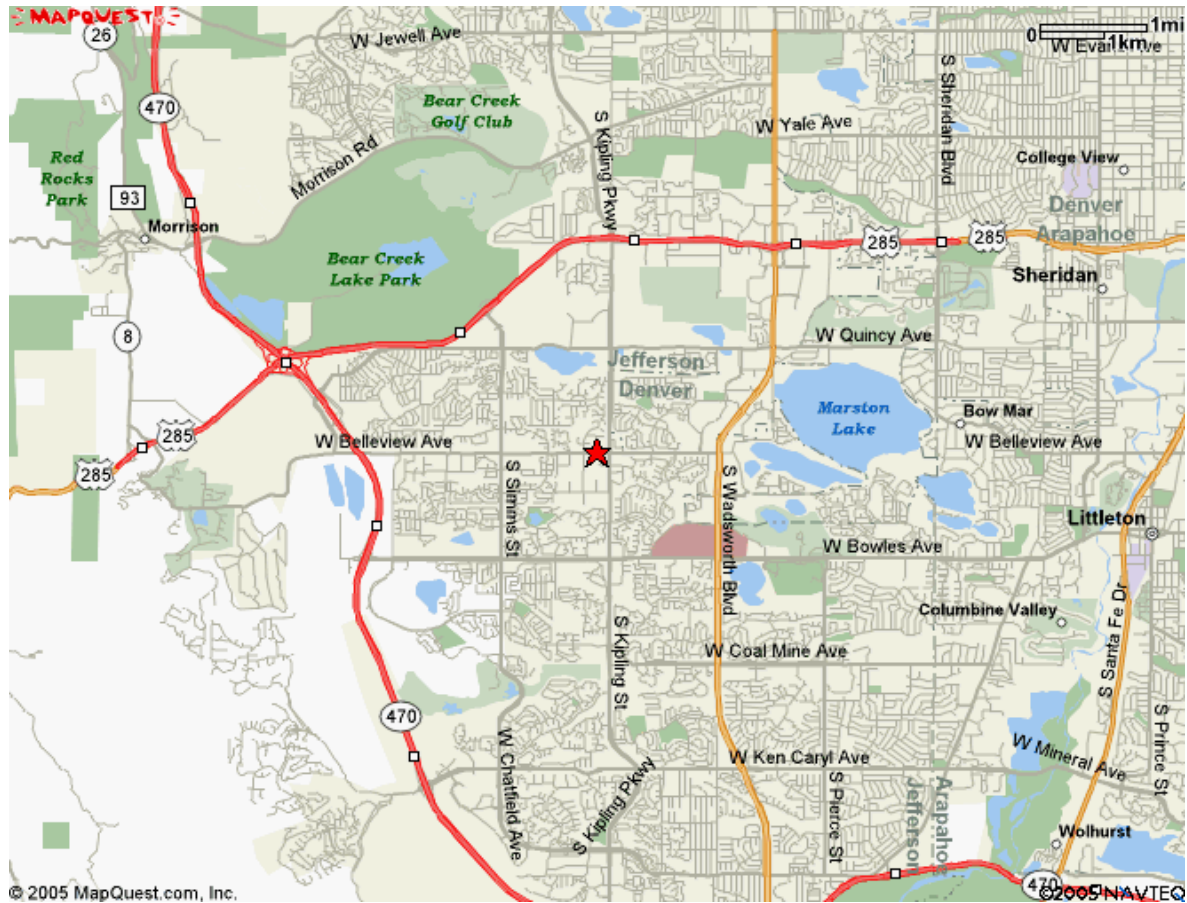 MAPQUEST
26
W Jewell Ave
1mi
0
1km
W Evans Ave
470
Bear Creek
Golf Club
S Kipling Pkwy
W Yale Ave
S Sheridan Blvd
Red
Rocks
Park
Morrison Rd
College View
93
Morrison
Denver
Arapahoe
285
285
Bear Creek
Lake Park
Sheridan
8
W Quincy Ave
Jefferson
Denver
Marston
Lake
Bow Mar
285
W Belleview Ave
W Belleview Ave
285
S Simms St
S Wadsworth Blvd
Littleton
W Bowles Ave
Columbine Valley
S Kipling St
W Coal Mine Ave
S Santa Fe Dr
470
W Chatfield Ave
W Ken Caryl Ave
W Mineral Ave
S Prince St
S Kipling Pkwy
S Pierce St
Jefferson
Arapahoe
Wolhurst
470
© 2005 MapQuest.com, Inc.
©2005 NAVTEQ